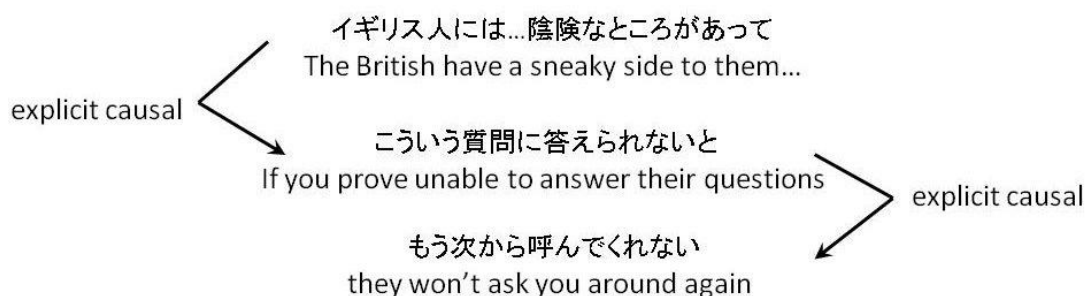 イギリス人には...陰険なところがあって
The British have a sneaky side to them...
explicit causal
こういう質問に答えられないと
If you prove unable to answer their questions
explicit causal
もう次から呼んでくれない
they won't ask you around again